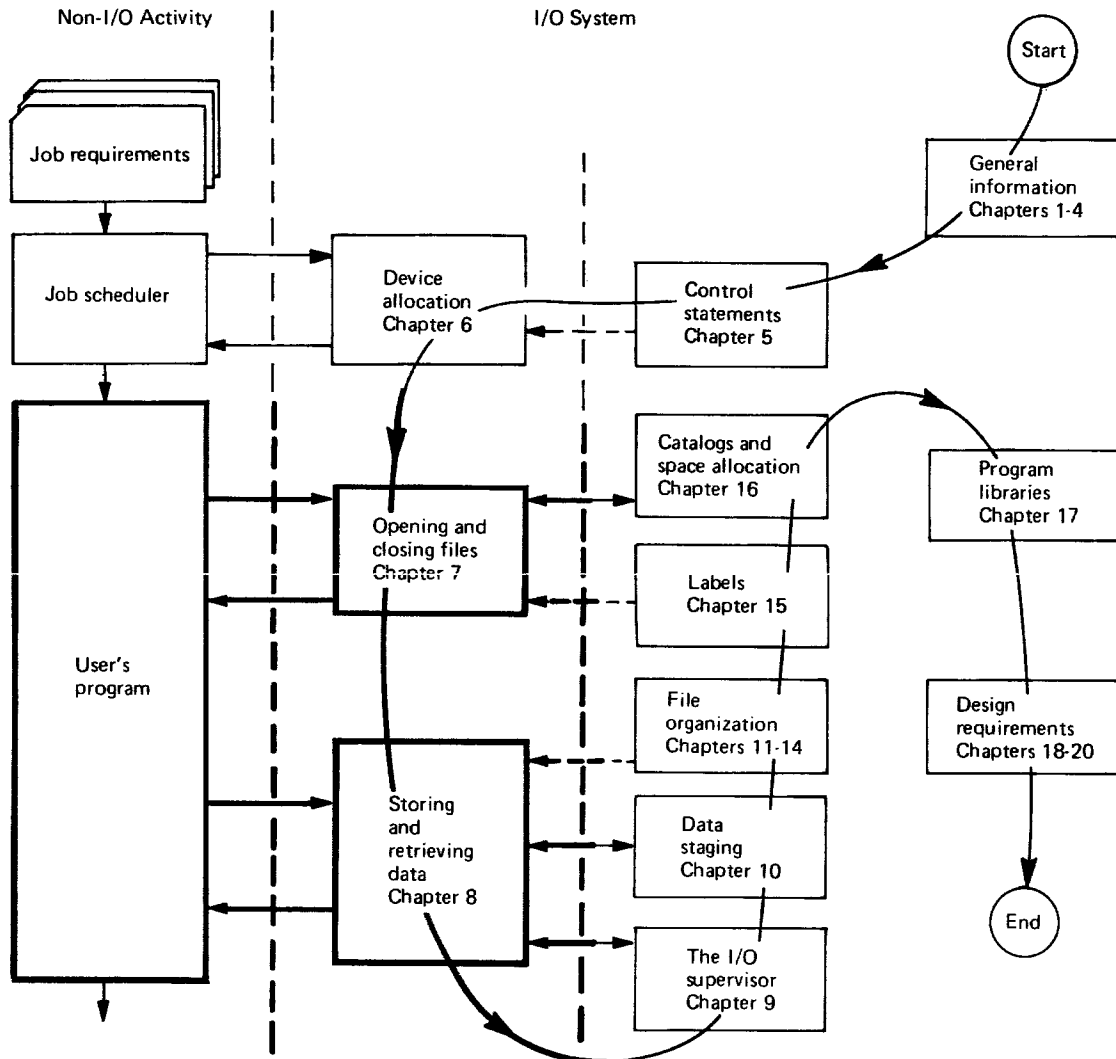 Non-I/O Activity
I/O System
Start
Job requirements
General
information
Chapters 1-4
Job scheduler
Device
allocation
Chapter 6
Control
statements
Chapter 5
Catalogs and
space allocation
Chapter 16
Program
libraries
Chapter 17
Opening and
closing files
Chapter 7
Labels
Chapter 15
User's
program
File
organization
Chapters 11-14
Design
requirements
Chapters 18-20
Storing
and
retrieving
data
Chapter 8
Data
staging
Chapter 10
End
The I/O
supervisor
Chapter 9